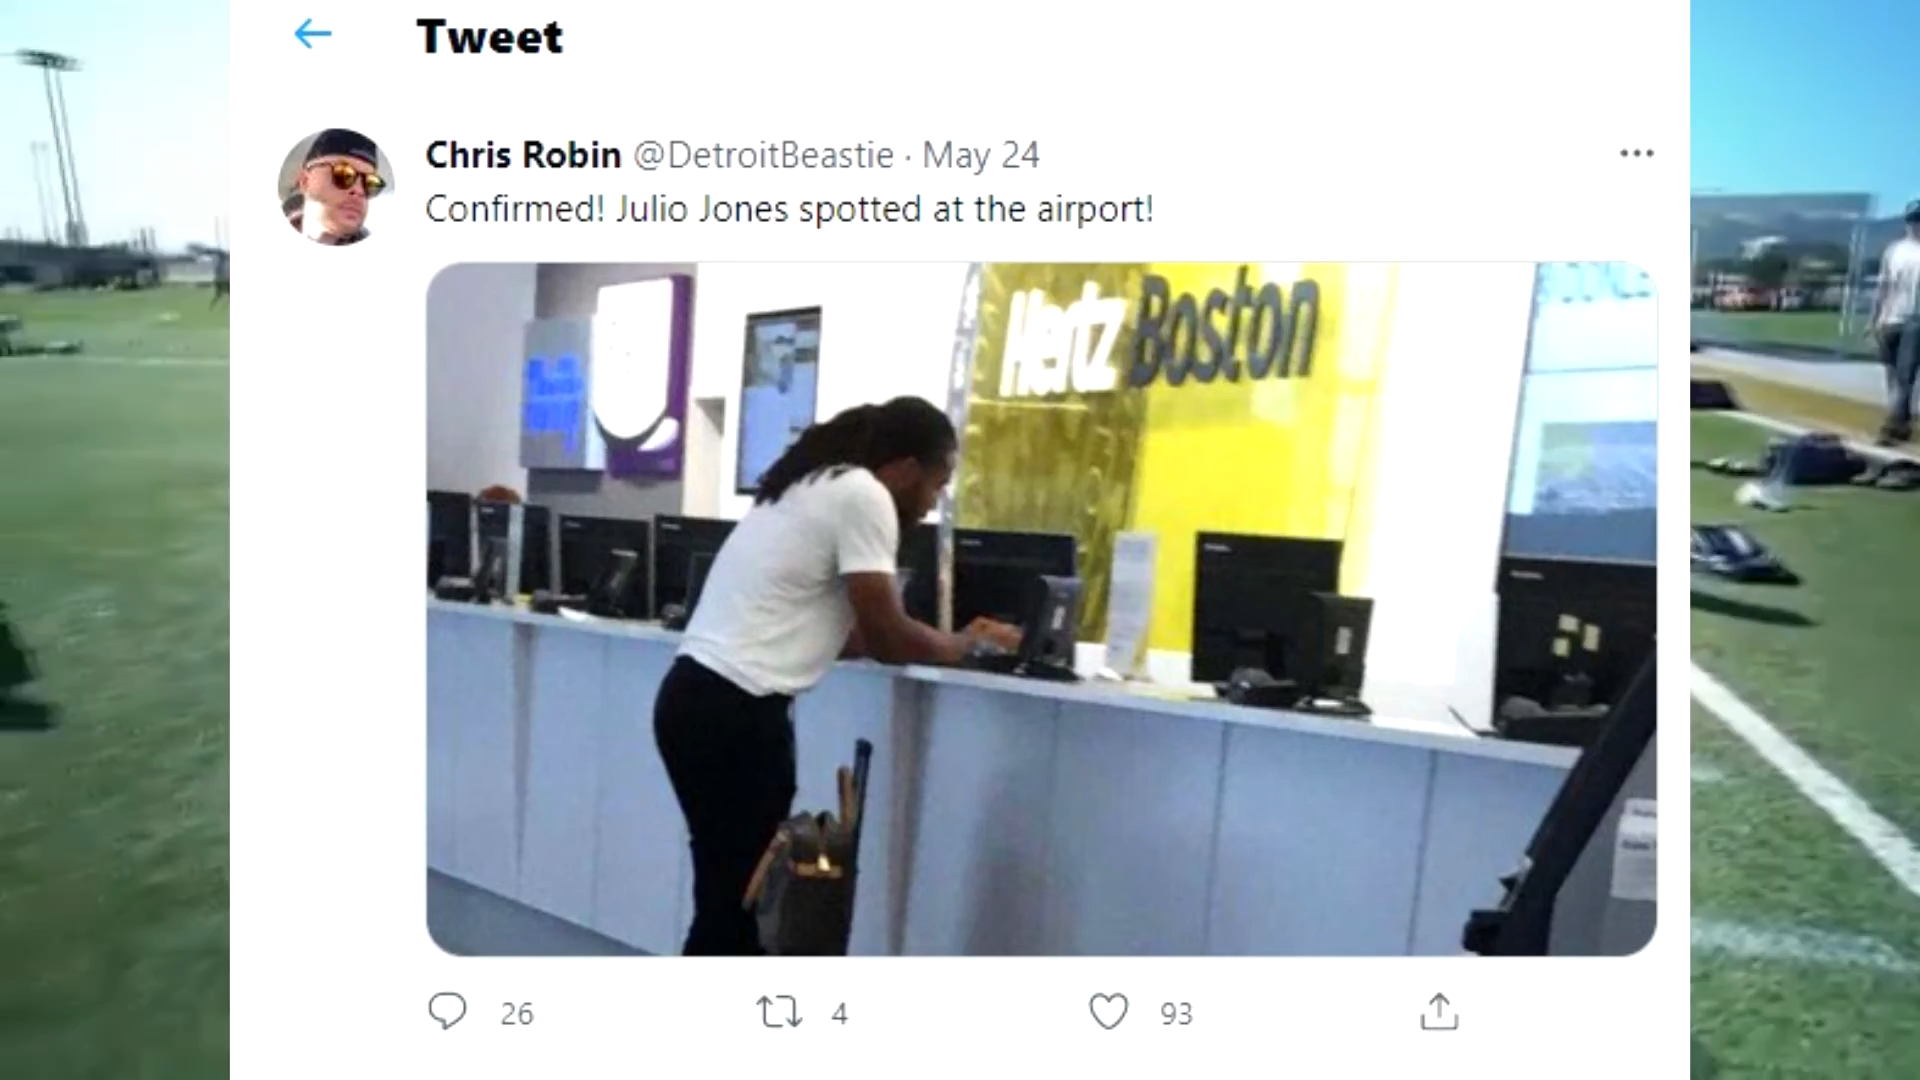 Tweet
Chris Robin @DetroitBeastie · May 24
Confirmed! Julio Jones spotted at the airport!
Hertz Boston
26
4
93